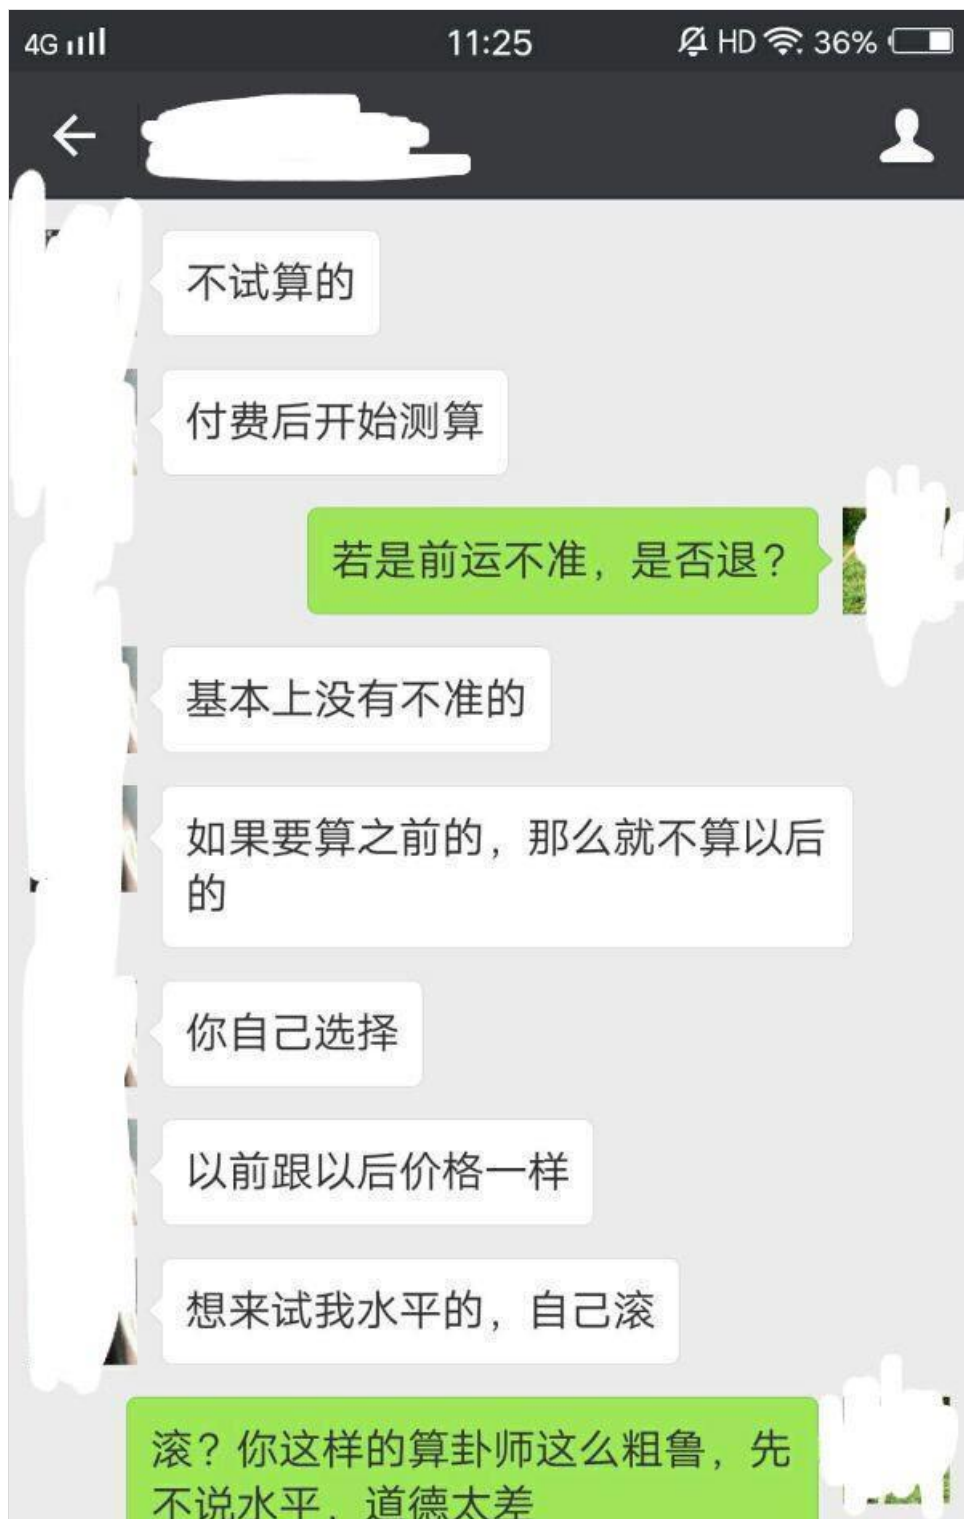 4G 11:25 HD 36%
不试算的
付费后开始测算
若是前运不准，是否退？
基本上没有不准的
如果要算之前的，那么就不算以后
的
你自己选择
以前跟以后价格一样
想来试我水平的，自己滚
滚？你这样的算卦师这么粗鲁，先
不说水平，道德太差